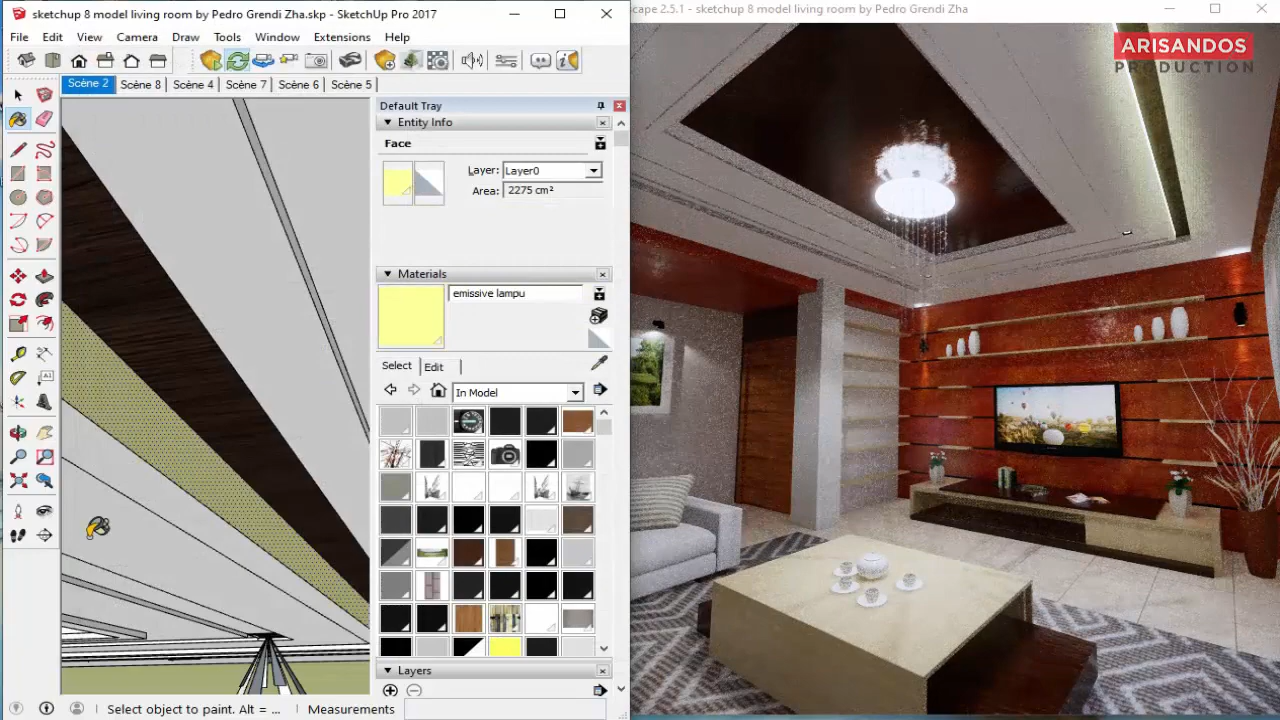 sketchup 8 model living room by Pedro Grendi Zha.skp - SketchUp Pro 2017
scape 2.5.1 - sketchup 8 model living room by Pedro Grendi Zha
File Edit View Camera Draw Tools Window Extensions Help
ARISANDOS
PRODUCTION
Scène 2 Scène 8 Scène 4 Scène 7 Scène 6 Scène 5
Default Tray
Entity Info
Face
Layer: Layer0
Area: 2275 cm²
Materials
emissive lampu
Select Edit
In Model
Layers
Select object to paint. Alt = ...
Measurements